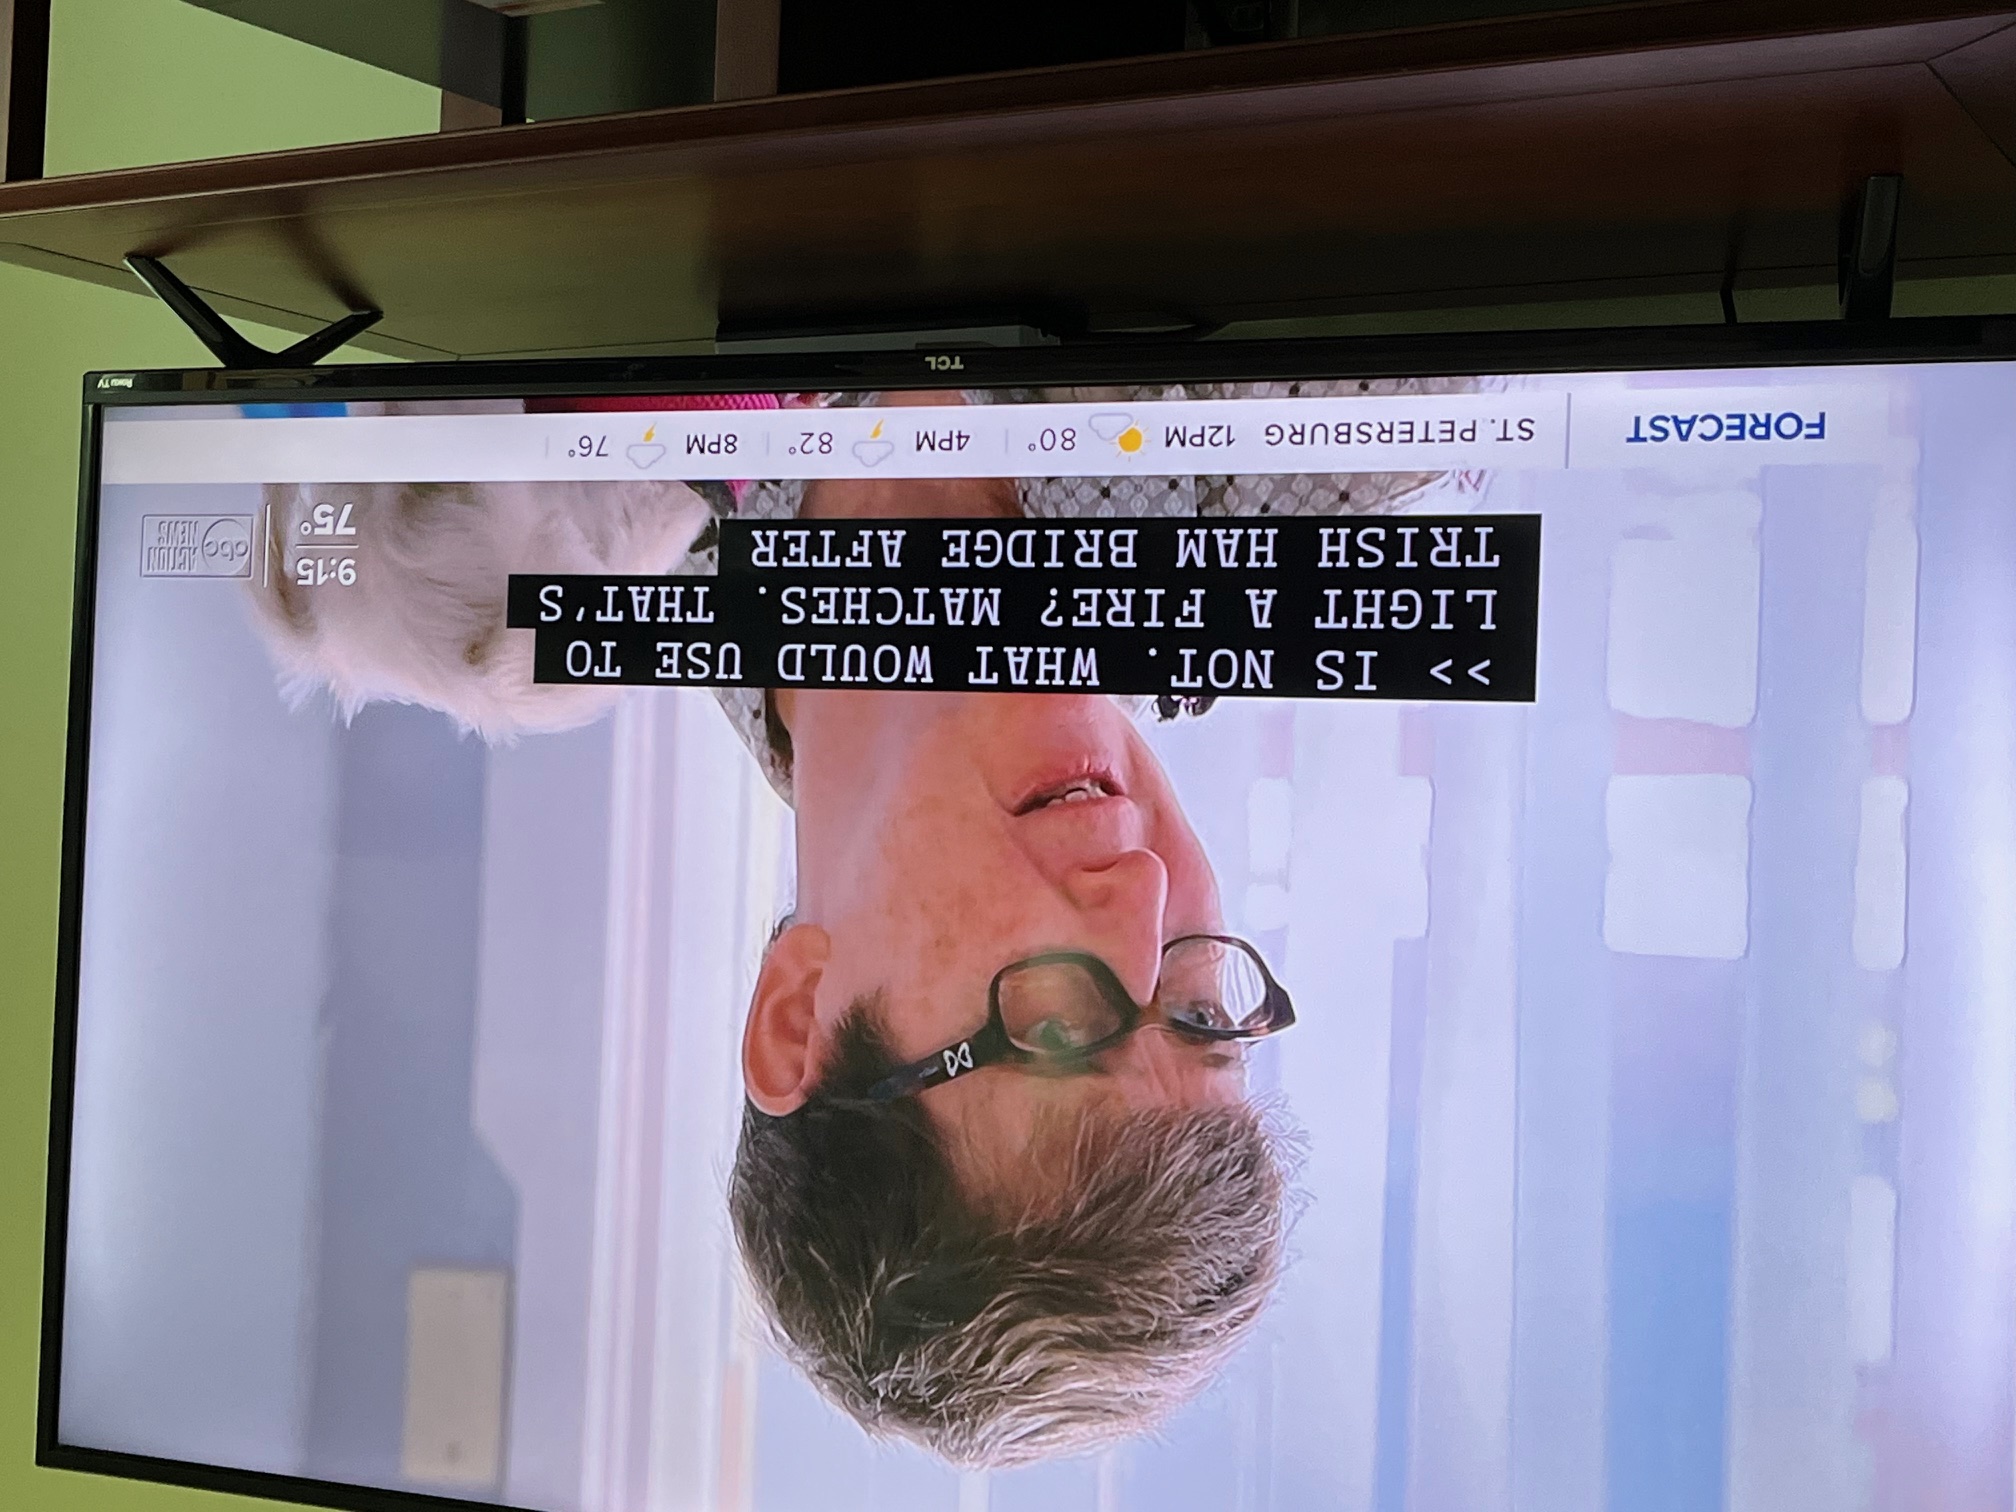 >> IS NOT. WHAT WOULD USE TO
LIGHT A FIRE? MATCHES. THAT'S
TRISH HAM BRIDGE AFTER
9:15
75°
abc ACTION
NEWS
FORECAST
ST. PETERSBURG 12PM 80° 4PM 82° 8PM 76°
TCL
Roku TV